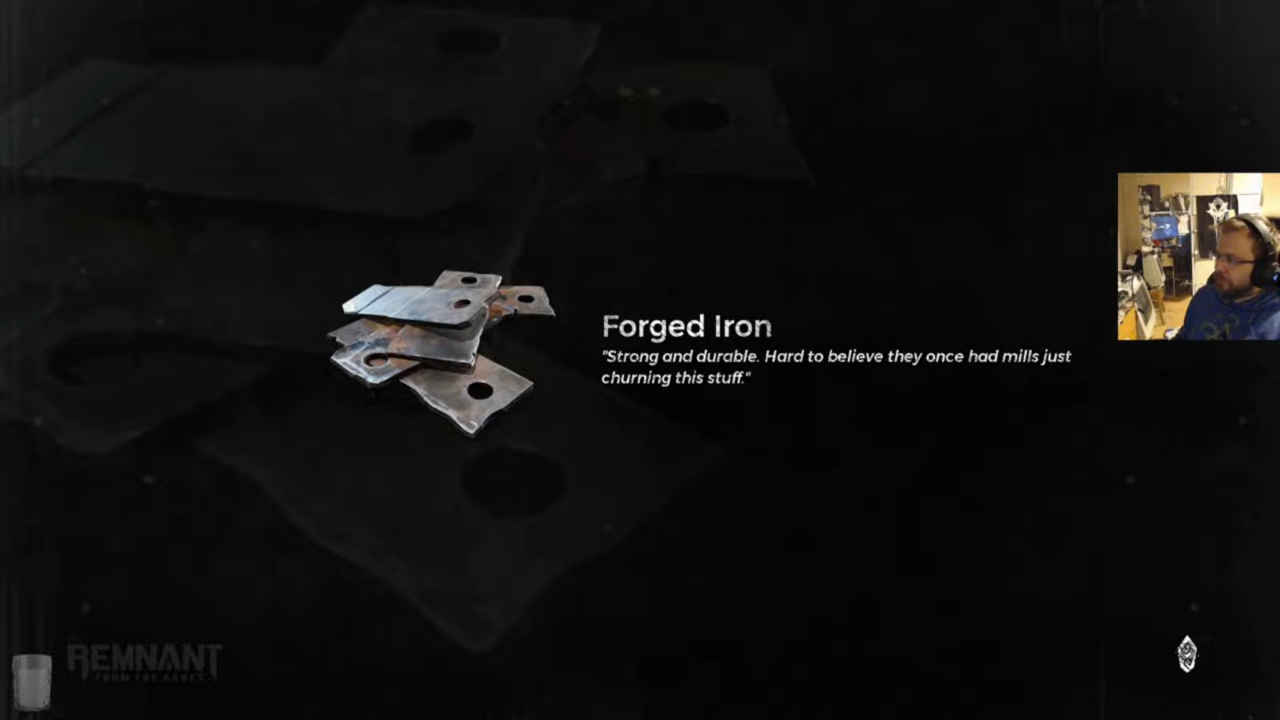 Forged Iron
"Strong and durable. Hard to believe they once had mills just
churning this stuff."
REMNANT
FROM THE ASHES